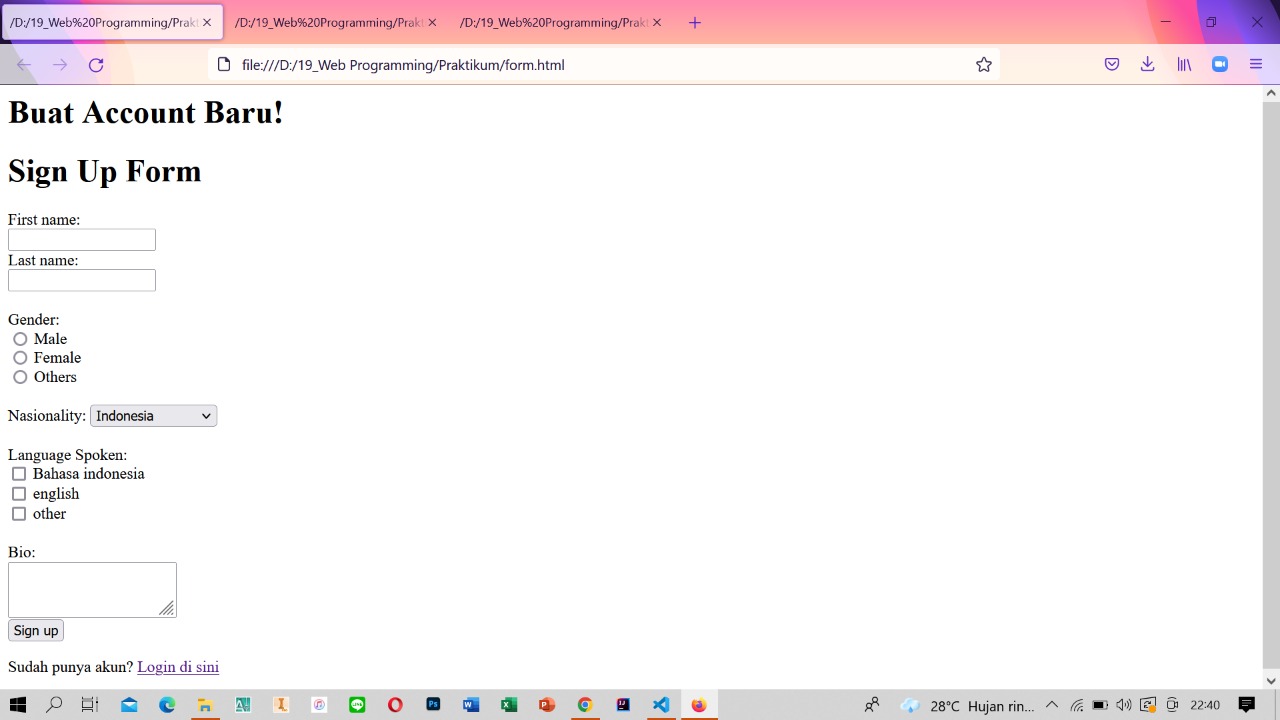 /D:/19_Web%20Programming/Prakt
/D:/19_Web%20Programming/Prakt
/D:/19_Web%20Programming/Prakt
file:///D:/19_Web Programming/Praktikum/form.html
Buat Account Baru!
Sign Up Form
First name:
Last name:
Gender:
Male
Female
Others
Nasionality: Indonesia
Language Spoken:
Bahasa indonesia
english
other
Bio:
Sign up
Sudah punya akun? Login di sini
28°C Hujan rin... 22:40